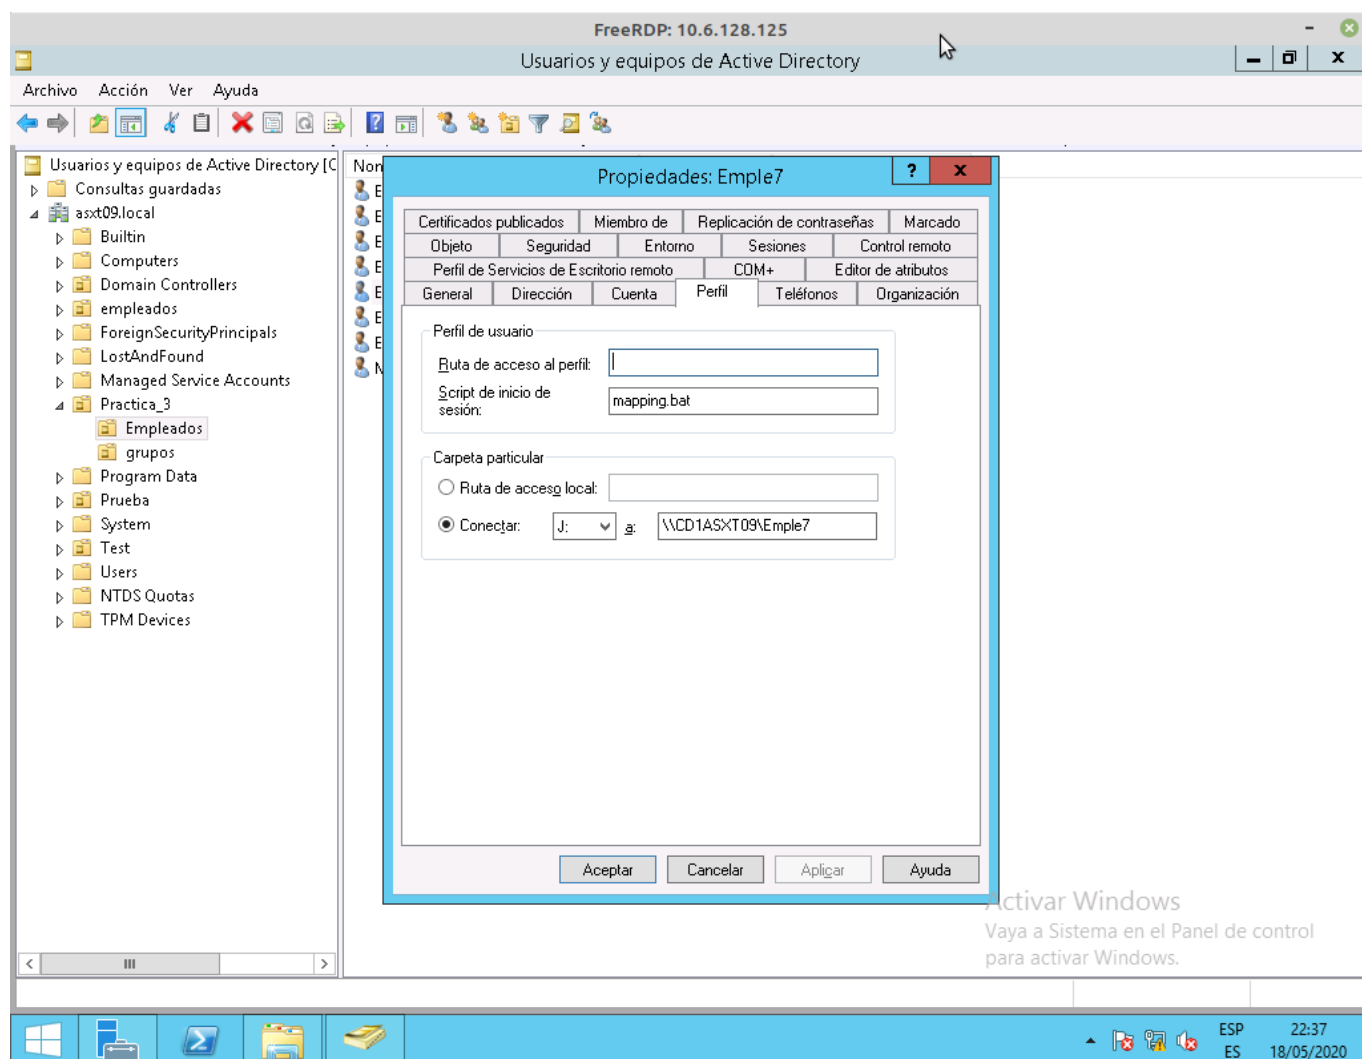 FreeRDP: 10.6.128.125
Usuarios y equipos de Active Directory
Archivo Acción Ver Ayuda
Usuarios y equipos de Active Directory [C
Consultas guardadas
asxt09.local
Builtin
Computers
Domain Controllers
empleados
ForeignSecurityPrincipals
LostAndFound
Managed Service Accounts
Practica_3
Empleados
grupos
Program Data
Prueba
System
Test
Users
NTDS Quotas
TPM Devices
Non
E
E
E
E
E
E
E
N
Propiedades: Emple7
Certificados publicados Miembro de Replicación de contraseñas Marcado
Objeto Seguridad Entorno Sesiones Control remoto
Perfil de Servicios de Escritorio remoto COM+ Editor de atributos
General Dirección Cuenta Perfil Teléfonos Organización
Perfil de usuario
Ruta de acceso al perfil:
Script de inicio de
sesión:
mapping.bat
Carpeta particular
Ruta de acceso local:
Conectar: J: a: \\CD1ASXT09\Emple7
Aceptar Cancelar Aplicar Ayuda
Activar Windows
Vaya a Sistema en el Panel de control
para activar Windows.
ESP 22:37
ES 18/05/2020